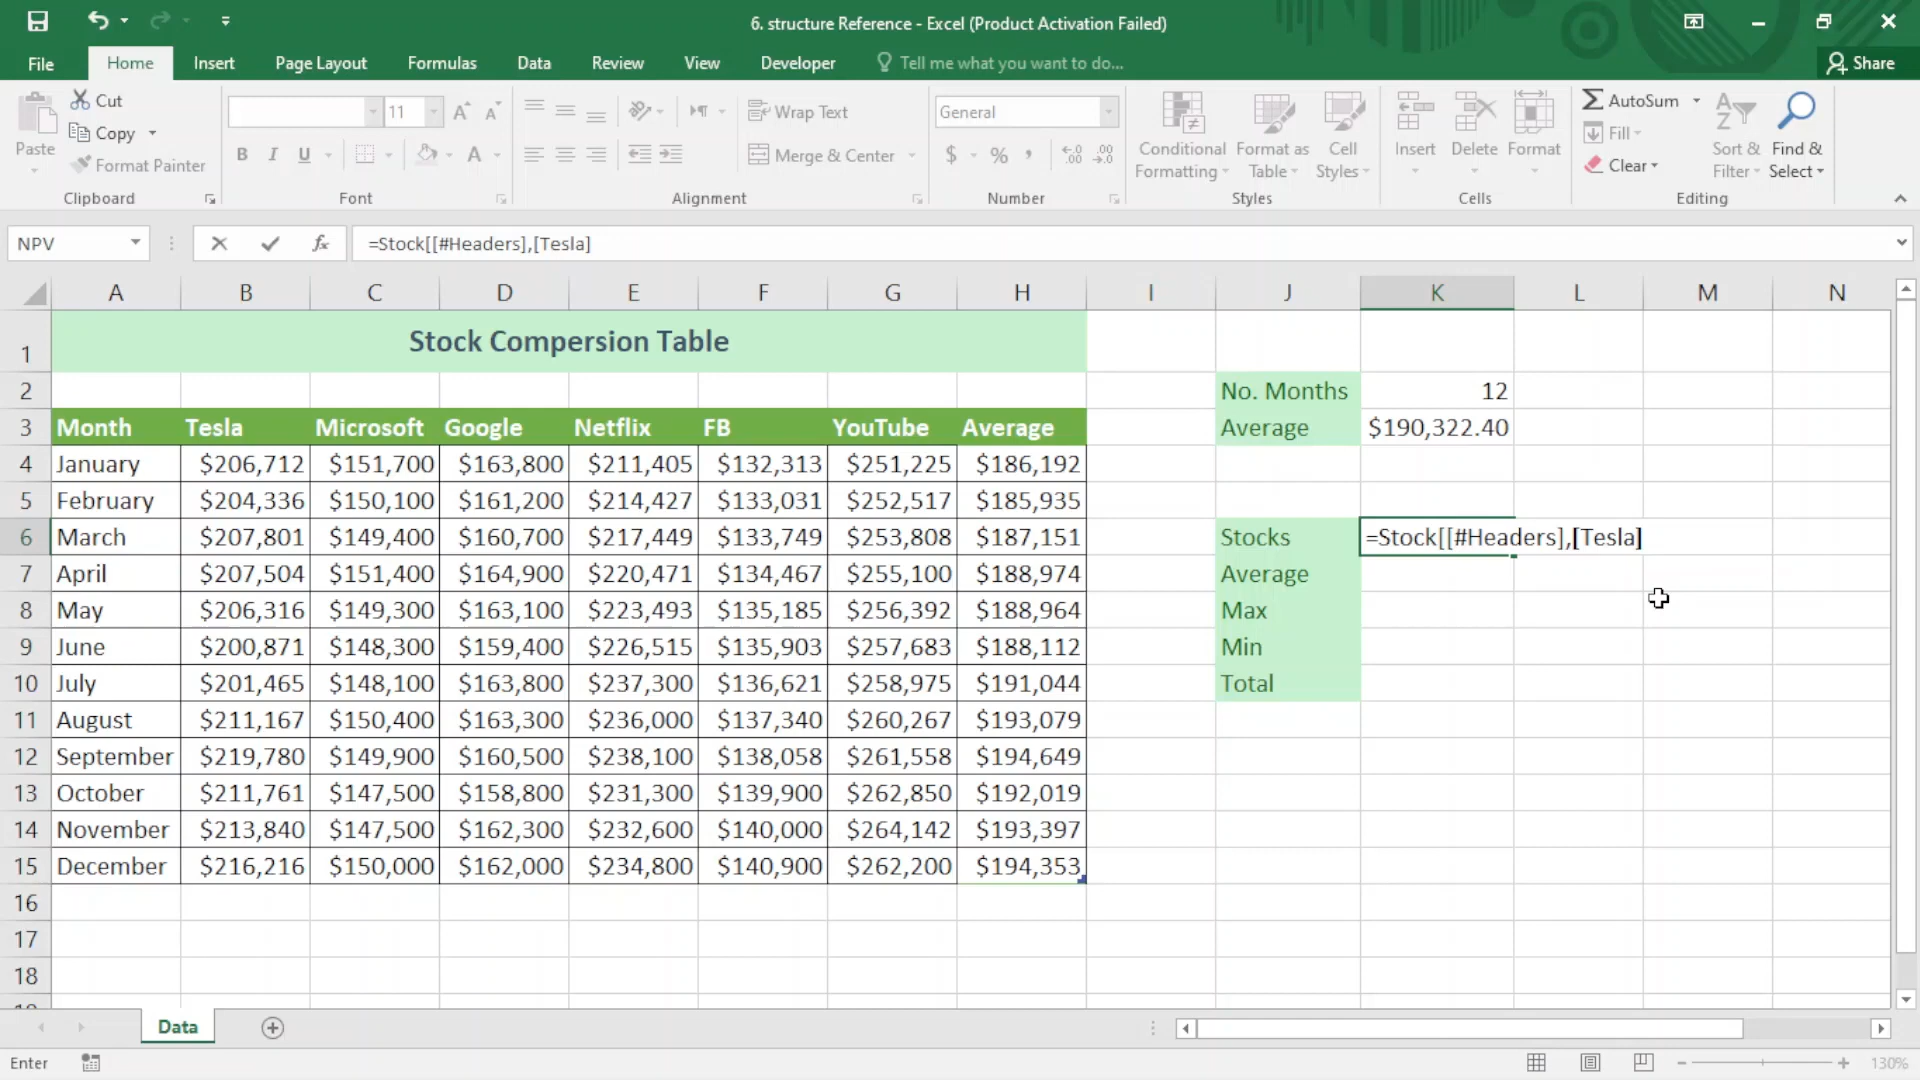 6. structure Reference - Excel (Product Activation Failed)
File Home Insert Page Layout Formulas Data Review View Developer Tell me what you want to do... Share
Paste Cut Copy Format Painter Clipboard
11 B I U A Font
Wrap Text Merge & Center Alignment
General $ % Number
Conditional Formatting Format as Table Cell Styles Styles
Insert Delete Format Cells
AutoSum Fill Clear Sort & Filter Find & Select Editing
NPV fx =Stock[[#Headers],[Tesla]
A B C D E F G H I J K L M N
1 Stock Compersion Table
2 No. Months 12
3 Month Tesla Microsoft Google Netflix FB YouTube Average Average $190,322.40
4 January $206,712 $151,700 $163,800 $211,405 $132,313 $251,225 $186,192
5 February $204,336 $150,100 $161,200 $214,427 $133,031 $252,517 $185,935
6 March $207,801 $149,400 $160,700 $217,449 $133,749 $253,808 $187,151 Stocks =Stock[[#Headers],[Tesla]
7 April $207,504 $151,400 $164,900 $220,471 $134,467 $255,100 $188,974 Average
8 May $206,316 $149,300 $163,100 $223,493 $135,185 $256,392 $188,964 Max
9 June $200,871 $148,300 $159,400 $226,515 $135,903 $257,683 $188,112 Min
10 July $201,465 $148,100 $163,800 $237,300 $136,621 $258,975 $191,044 Total
11 August $211,167 $150,400 $163,300 $236,000 $137,340 $260,267 $193,079
12 September $219,780 $149,900 $160,500 $238,100 $138,058 $261,558 $194,649
13 October $211,761 $147,500 $158,800 $231,300 $139,900 $262,850 $192,019
14 November $213,840 $147,500 $162,300 $232,600 $140,000 $264,142 $193,397
15 December $216,216 $150,000 $162,000 $234,800 $140,900 $262,200 $194,353
16
17
18
Data
Enter 130%